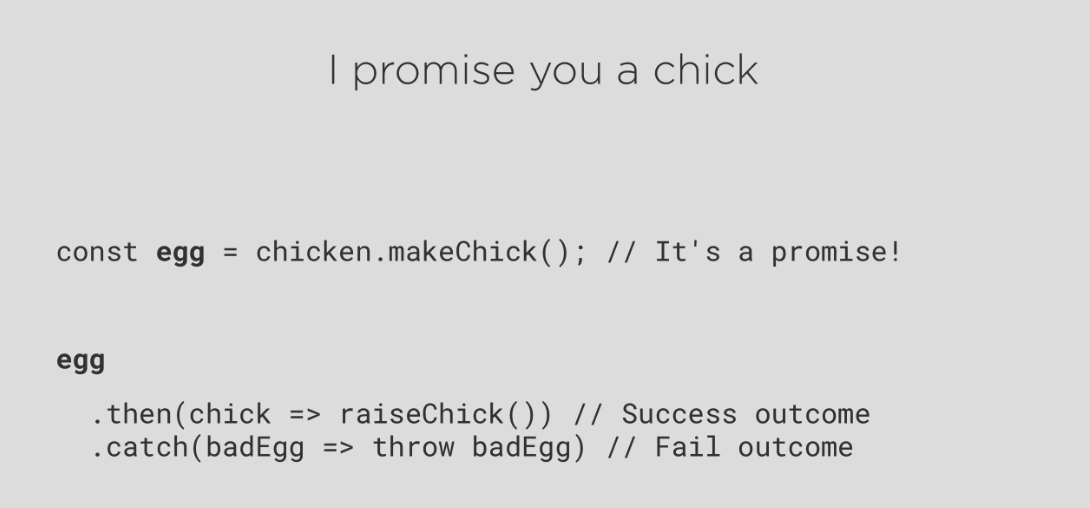 I promise you a chick
const egg = chicken.makeChick(); // It's a promise!
egg
.then(chick => raiseChick()) // Success outcome
.catch(badEgg => throw badEgg) // Fail outcome